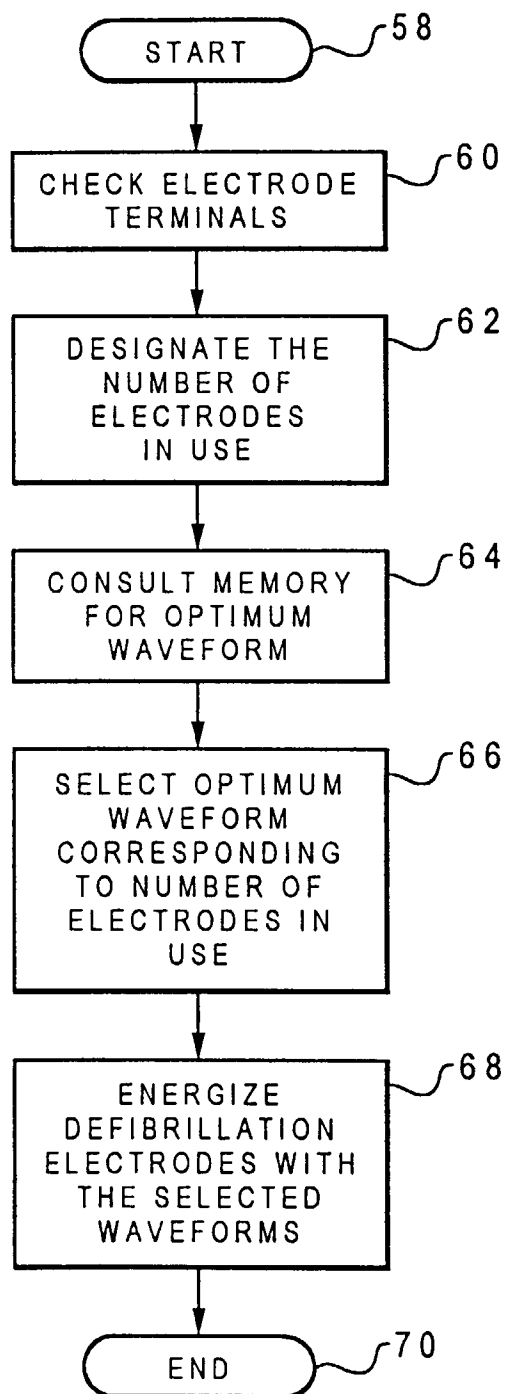 START
58
CHECK ELECTRODE
TERMINALS
60
DESIGNATE THE
NUMBER OF
ELECTRODES
IN USE
62
CONSULT MEMORY
FOR OPTIMUM
WAVEFORM
64
SELECT OPTIMUM
WAVEFORM
CORRESPONDING
TO NUMBER OF
ELECTRODES IN
USE
66
ENERGIZE
DEFIBRILLATION
ELECTRODES WITH
THE SELECTED
WAVEFORMS
68
END
70